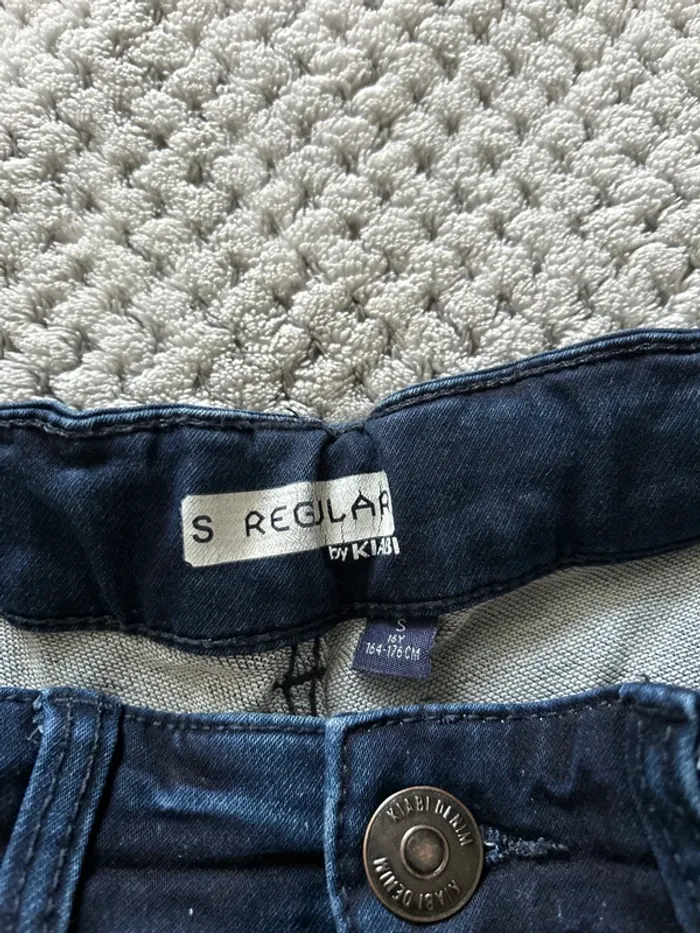 S REGULAR
by KIABI
S
16Y
164-176CM
KIABI DENIM
KIABI DENIM